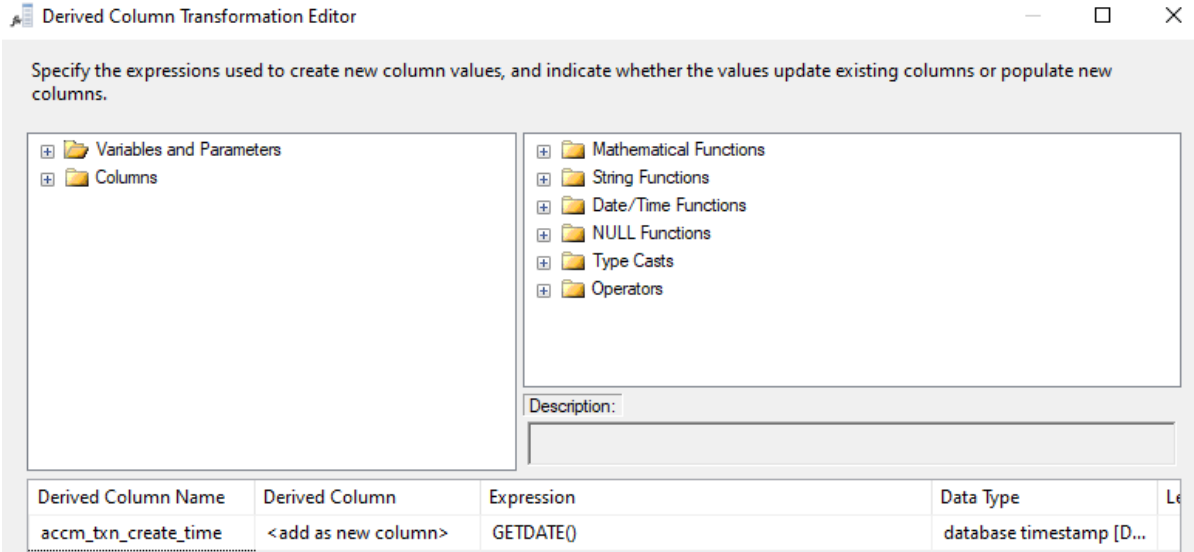 Derived Column Transformation Editor
Specify the expressions used to create new column values, and indicate whether the values update existing columns or populate new
columns.
Variables and Parameters
Columns
Mathematical Functions
String Functions
Date/Time Functions
NULL Functions
Type Casts
Operators
Description:
Derived Column Name Derived Column Expression Data Type Le
accm_txn_create_time <add as new column> GETDATE() database timestamp [D...